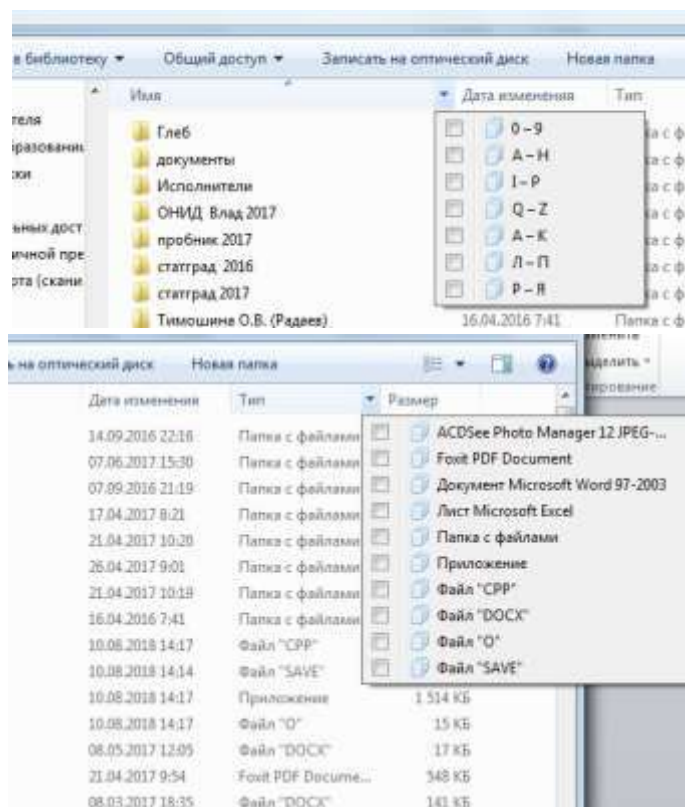 в библиотеку Общий доступ Записать на оптический диск Новая папка
Имя Дата изменения Тип
теля
Глеб
0 – 9
документы
A – H
ски
Исполнители
I – P
ОНИД Влад 2017
Q – Z
ьных дост
пробник 2017
А – К
ичной пре
статград 2016
Л – П
рта (скани
статград 2017
Р – Я
Тимошина О.В. (Радаев) 16.04.2016 7:41 Папка с ф
ь на оптический диск Новая папка
Дата изменения Тип Размер
14.09.2016 22:16 Папка с файлами ACDSee Photo Manager 12 JPEG-...
07.06.2017 15:30 Папка с файлами Foxit PDF Document
07.09.2016 21:19 Папка с файлами Документ Microsoft Word 97-2003
17.04.2017 8:21 Папка с файлами Лист Microsoft Excel
21.04.2017 10:28 Папка с файлами Папка с файлами
26.04.2017 9:01 Папка с файлами Приложение
21.04.2017 10:19 Папка с файлами Файл "CPP"
16.04.2016 7:41 Папка с файлами Файл "DOCX"
10.08.2018 14:17 Файл "CPP" Файл "O"
10.08.2018 14:14 Файл "SAVE" Файл "SAVE"
10.08.2018 14:17 Приложение 1 514 КБ
10.08.2018 14:17 Файл "O" 15 КБ
08.05.2017 12:05 Файл "DOCX" 17 КБ
21.04.2017 9:54 Foxit PDF Docume... 548 КБ
08.03.2017 18:35 Файл "DOCX" 141 КБ